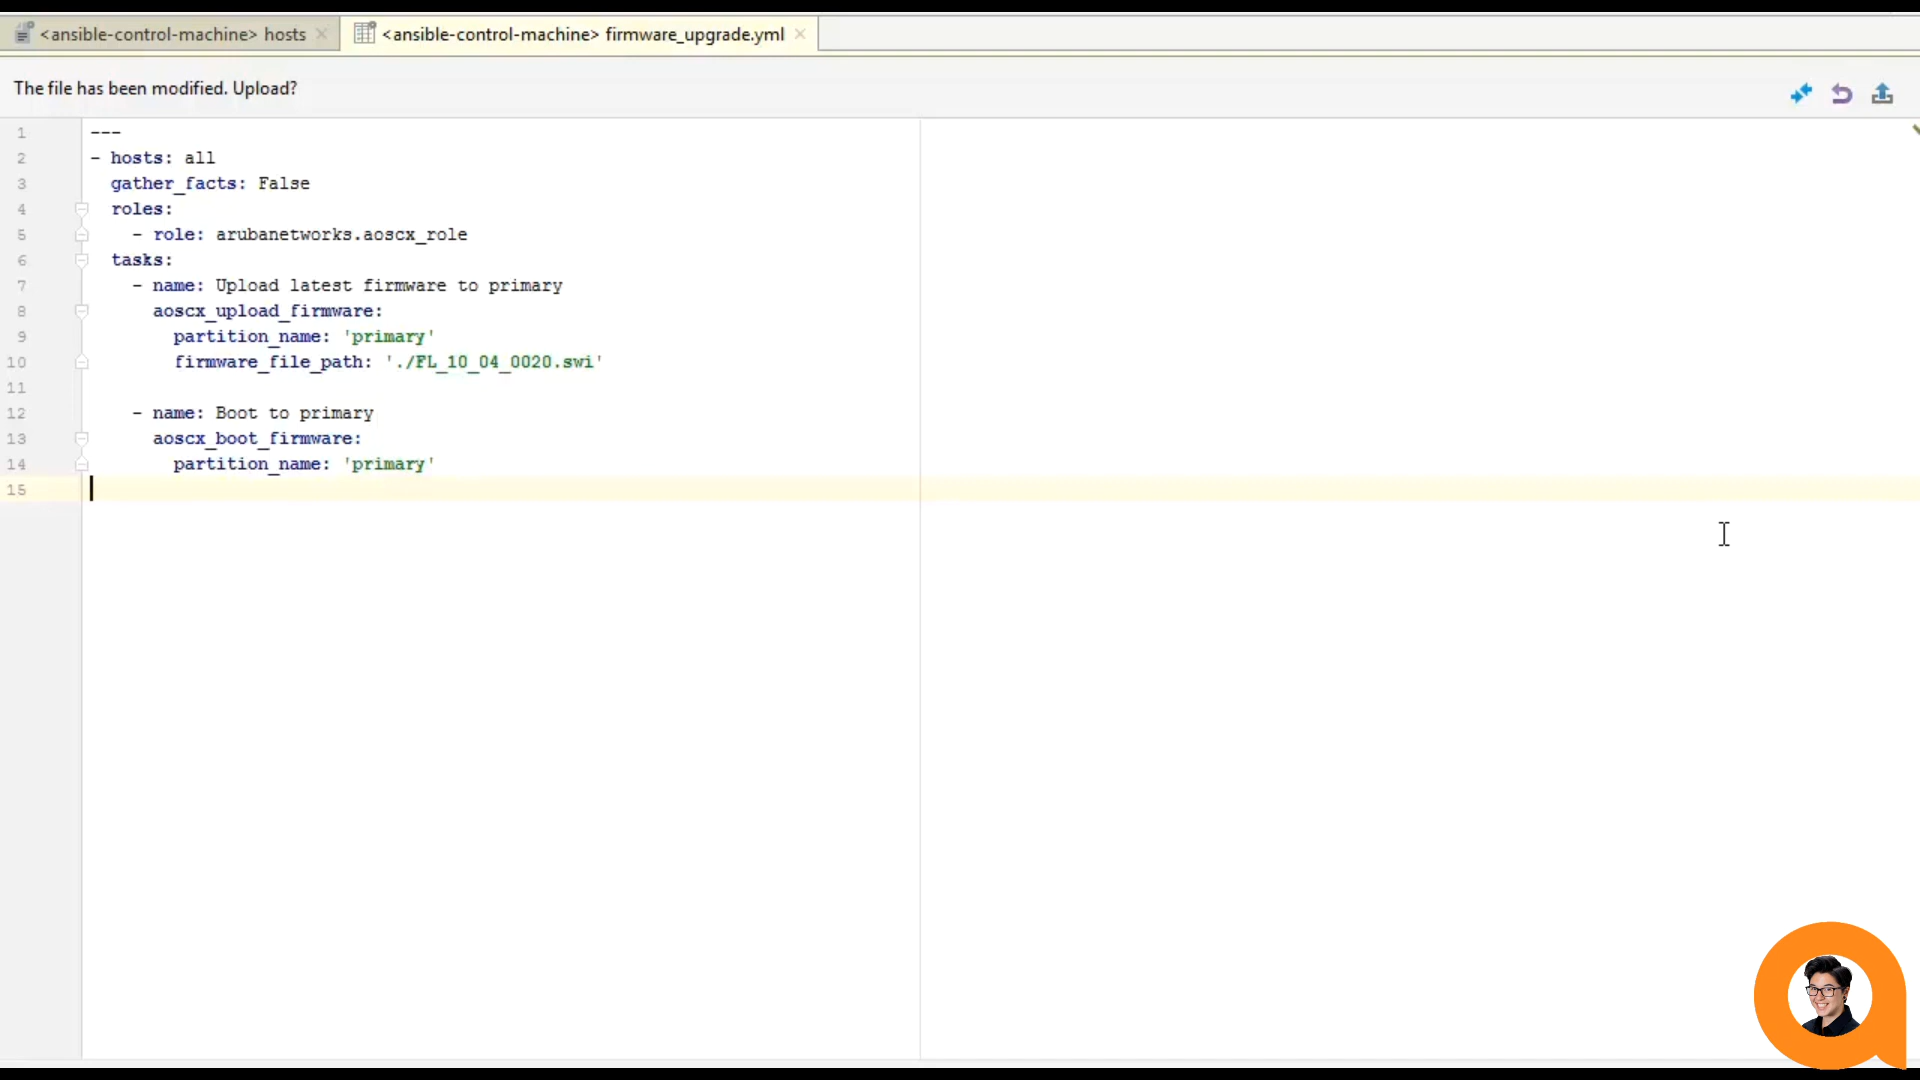 <ansible-control-machine> hosts
<ansible-control-machine> firmware_upgrade.yml
The file has been modified. Upload?
1 ---
2 - hosts: all
3   gather_facts: False
4   roles:
5     - role: arubanetworks.aoscx_role
6   tasks:
7     - name: Upload latest firmware to primary
8       aoscx_upload_firmware:
9         partition_name: 'primary'
10         firmware_file_path: './FL_10_04_0020.swi'
11
12     - name: Boot to primary
13       aoscx_boot_firmware:
14         partition_name: 'primary'
15